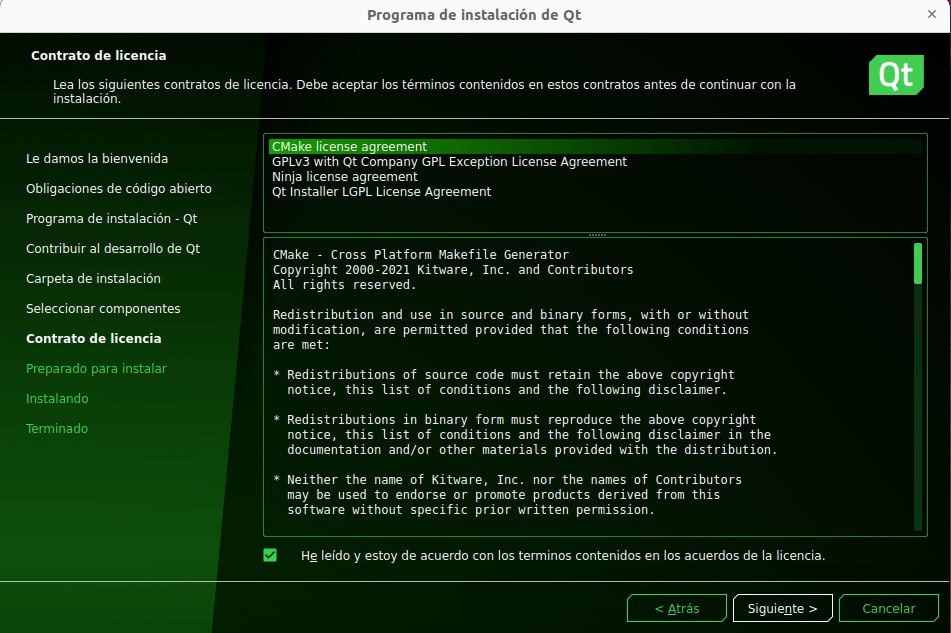 Programa de instalación de Qt
Contrato de licencia
Lea los siguientes contratos de licencia. Debe aceptar los términos contenidos en estos contratos antes de continuar con la
instalación.
Qt
Le damos la bienvenida
Obligaciones de código abierto
Programa de instalación - Qt
Contribuir al desarrollo de Qt
Carpeta de instalación
Seleccionar componentes
Contrato de licencia
Preparado para instalar
Instalando
Terminado
CMake license agreement
GPLv3 with Qt Company GPL Exception License Agreement
Ninja license agreement
Qt Installer LGPL License Agreement
CMake - Cross Platform Makefile Generator
Copyright 2000-2021 Kitware, Inc. and Contributors
All rights reserved.
Redistribution and use in source and binary forms, with or without
modification, are permitted provided that the following conditions
are met:
* Redistributions of source code must retain the above copyright
notice, this list of conditions and the following disclaimer.
* Redistributions in binary form must reproduce the above copyright
notice, this list of conditions and the following disclaimer in the
documentation and/or other materials provided with the distribution.
* Neither the name of Kitware, Inc. nor the names of Contributors
may be used to endorse or promote products derived from this
software without specific prior written permission.
He leído y estoy de acuerdo con los terminos contenidos en los acuerdos de la licencia.
< Atrás
Siguiente >
Cancelar